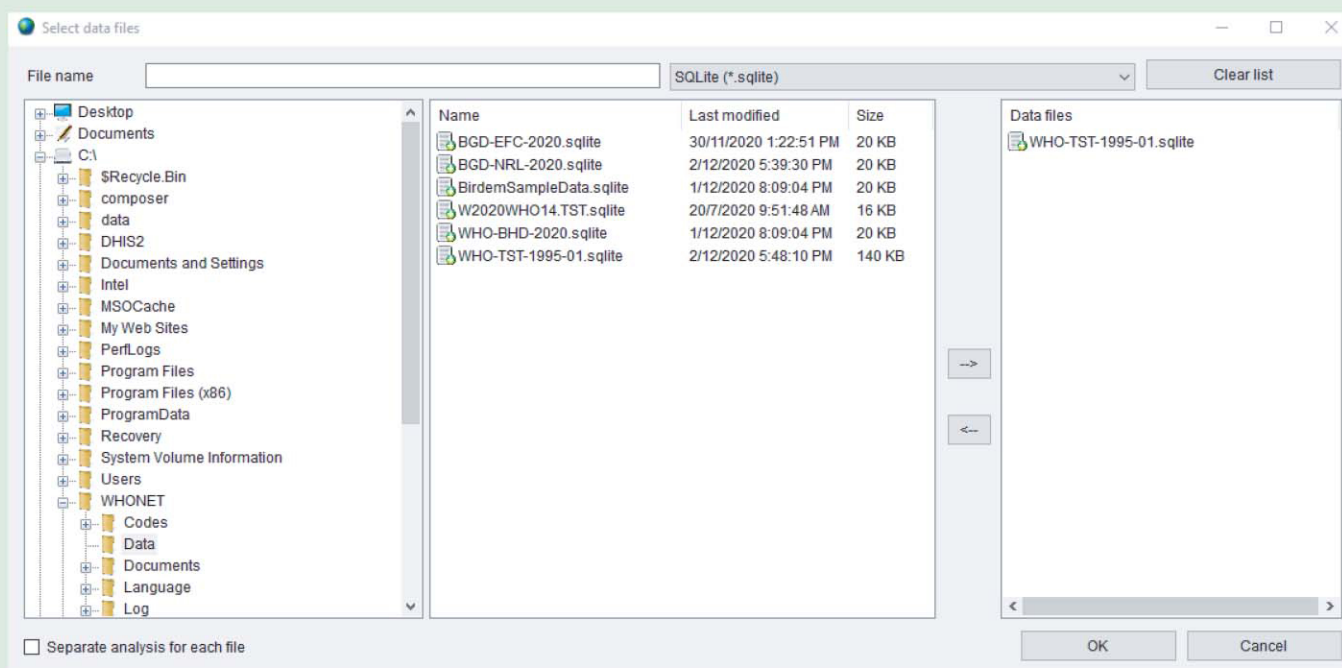 Select data files
File name
SQLite (*.sqlite)
Clear list
Desktop
Documents
C:\
$Recycle.Bin
composer
data
DHIS2
Documents and Settings
Intel
MSOCache
My Web Sites
PerfLogs
Program Files
Program Files (x86)
ProgramData
Recovery
System Volume Information
Users
WHONET
Codes
Data
Documents
Language
Log
Name Last modified Size
BGD-EFC-2020.sqlite 30/11/2020 1:22:51 PM 20 KB
BGD-NRL-2020.sqlite 2/12/2020 5:39:30 PM 20 KB
BirdemSampleData.sqlite 1/12/2020 8:09:04 PM 20 KB
W2020WHO14.TST.sqlite 20/7/2020 9:51:48 AM 16 KB
WHO-BHD-2020.sqlite 1/12/2020 8:09:04 PM 20 KB
WHO-TST-1995-01.sqlite 2/12/2020 5:48:10 PM 140 KB
-->
<--
Data files
WHO-TST-1995-01.sqlite
Separate analysis for each file
OK
Cancel